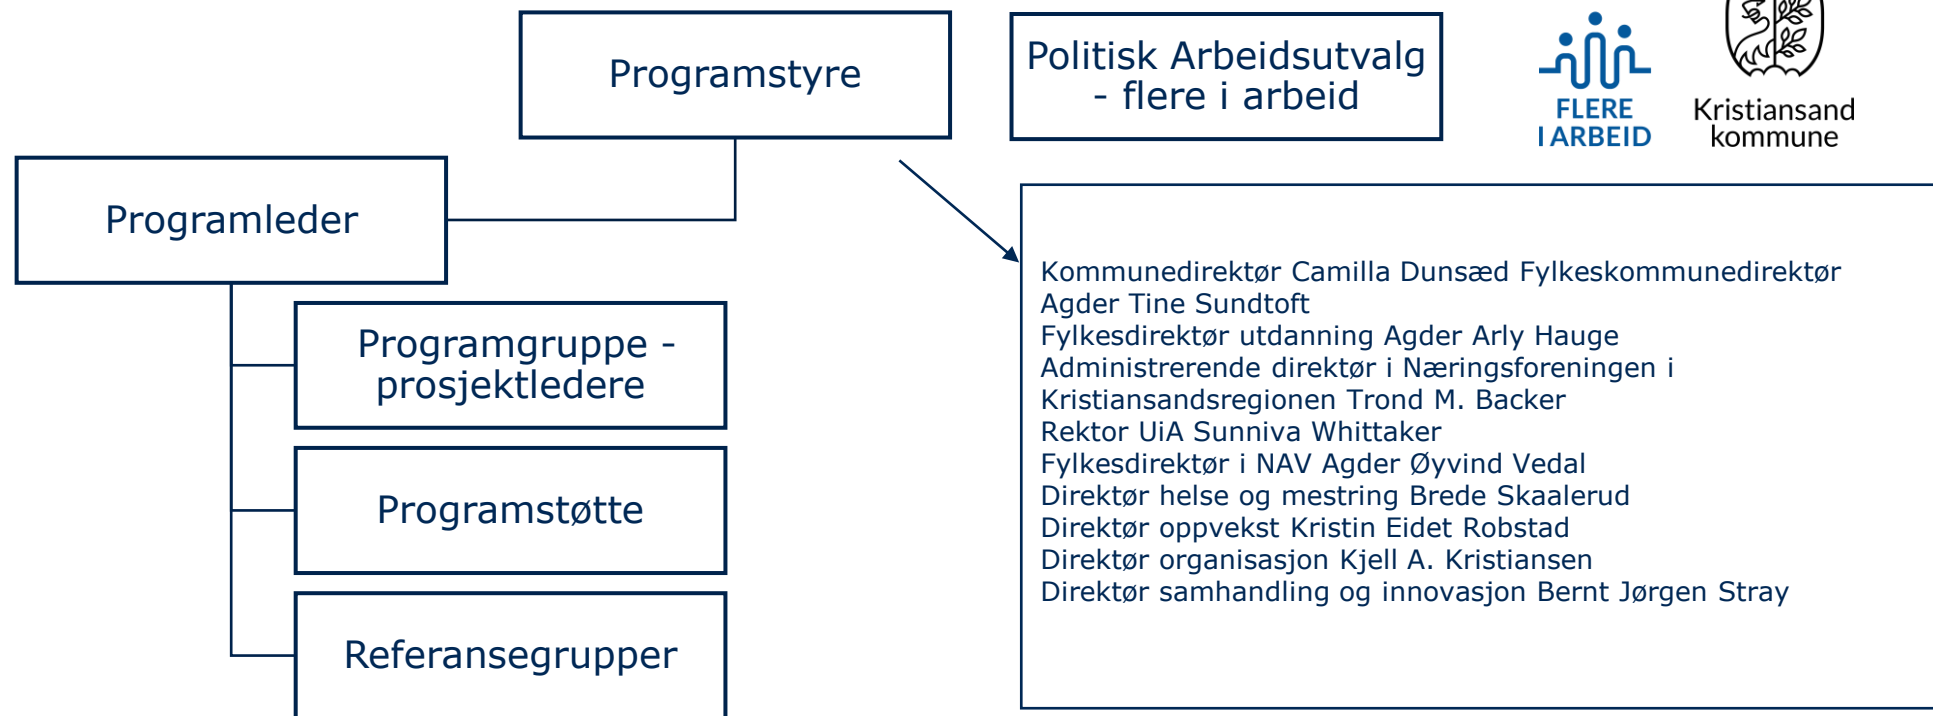 Programstyre
Politisk Arbeidsutvalg
- flere i arbeid
FLERE
I ARBEID
Kristiansand
kommune
Programleder
Programgruppe -
prosjektledere
Programstøtte
Referansegrupper
Kommunedirektør Camilla Dunsæd Fylkeskommunedirektør
Agder Tine Sundtoft
Fylkesdirektør utdanning Agder Arly Hauge
Administrerende direktør i Næringsforeningen i
Kristiansandsregionen Trond M. Backer
Rektor UiA Sunniva Whittaker
Fylkesdirektør i NAV Agder Øyvind Vedal
Direktør helse og mestring Brede Skaalerud
Direktør oppvekst Kristin Eidet Robstad
Direktør organisasjon Kjell A. Kristiansen
Direktør samhandling og innovasjon Bernt Jørgen Stray